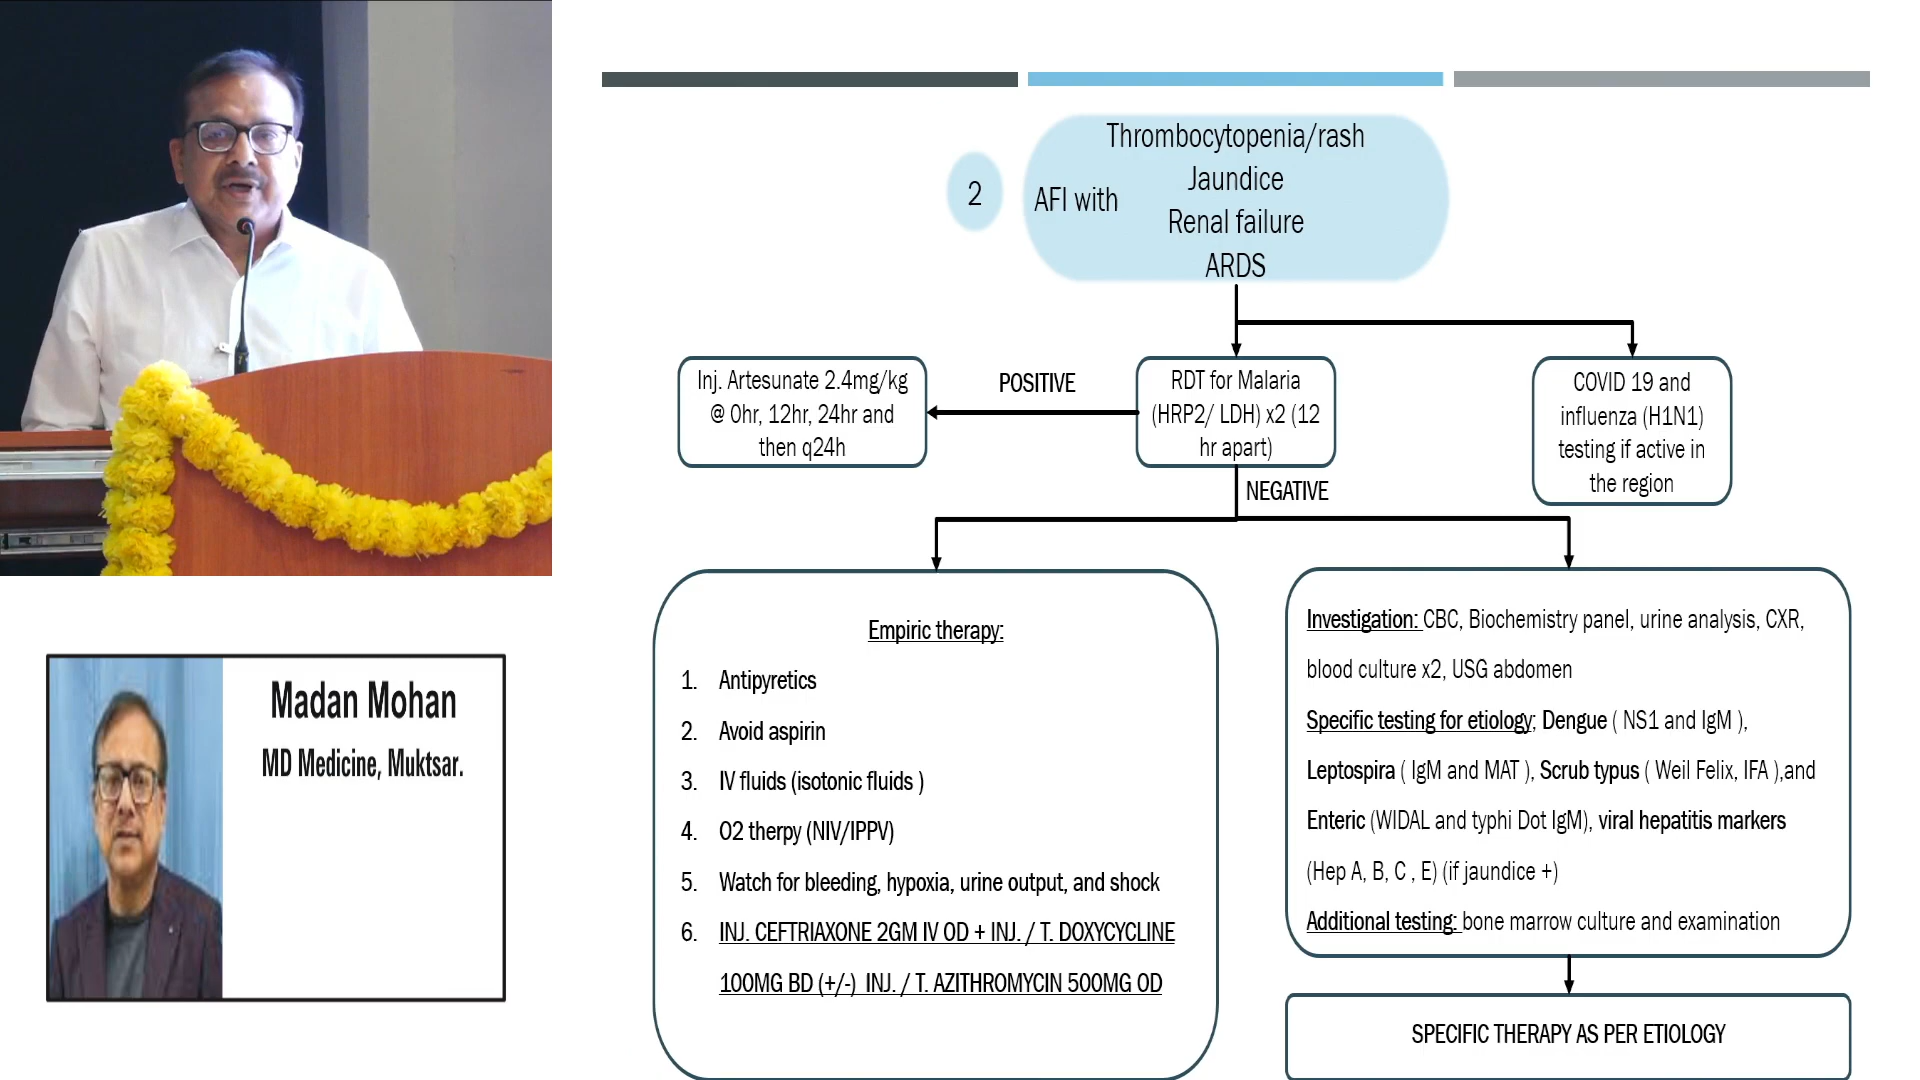 2
AFI with
Thrombocytopenia/rash
Jaundice
Renal failure
ARDS
Inj. Artesunate 2.4mg/kg
@ 0hr, 12hr, 24hr and
then q24h
POSITIVE
RDT for Malaria
(HRP2/ LDH) x2 (12
hr apart)
COVID 19 and
influenza (H1N1)
testing if active in
the region
NEGATIVE
Empiric therapy:
1. Antipyretics
2. Avoid aspirin
3. IV fluids (isotonic fluids )
4. O2 therpy (NIV/IPPV)
5. Watch for bleeding, hypoxia, urine output, and shock
6. INJ. CEFTRIAXONE 2GM IV OD + INJ. / T. DOXYCYCLINE
100MG BD (+/-) INJ. / T. AZITHROMYCIN 500MG OD
Investigation: CBC, Biochemistry panel, urine analysis, CXR,
blood culture x2, USG abdomen
Specific testing for etiology; Dengue ( NS1 and IgM ),
Leptospira ( IgM and MAT ), Scrub typus ( Weil Felix, IFA ),and
Enteric (WIDAL and typhi Dot IgM), viral hepatitis markers
(Hep A, B, C , E) (if jaundice +)
Additional testing: bone marrow culture and examination
SPECIFIC THERAPY AS PER ETIOLOGY
Madan Mohan
MD Medicine, Muktsar.